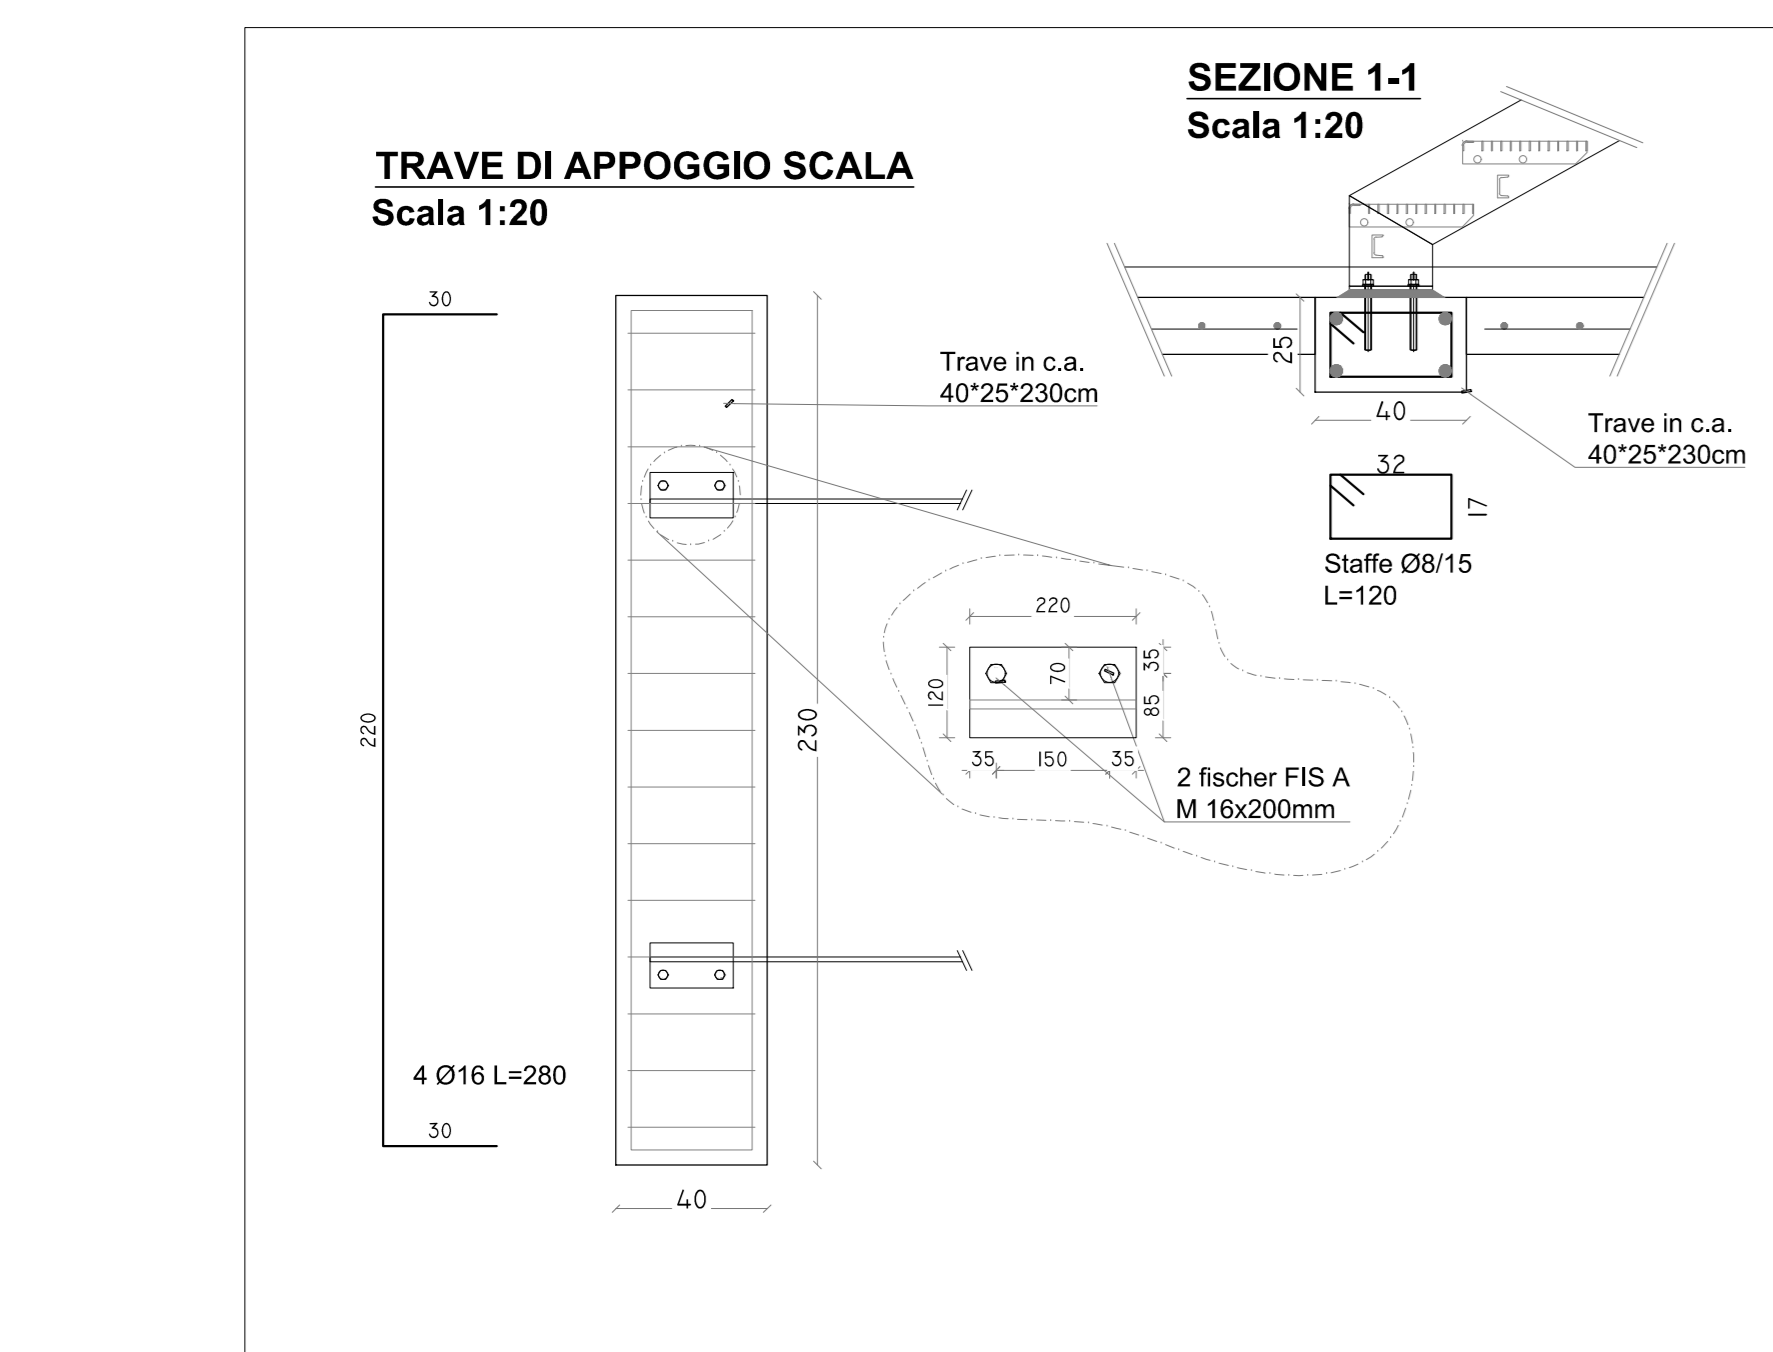 SEZIONE 1-1
Scala 1:20
TRAVE DI APPOGGIO SCALA
Scala 1:20
30
220
4 Ø16 L=280
30
Trave in c.a.
40*25*230cm
230
40
25
40
Trave in c.a.
40*25*230cm
32
17
Staffe Ø8/15
L=120
220
120
70
35
85
35
150
35
2 fischer FIS A
M 16x200mm